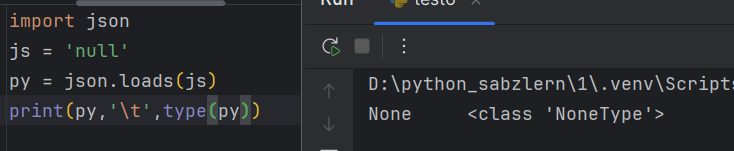 import json
js = 'null'
py = json.loads(js)
print(py,'\t',type(py))
D:\python_sabzlern\1\.venv\Scripts
None <class 'NoneType'>